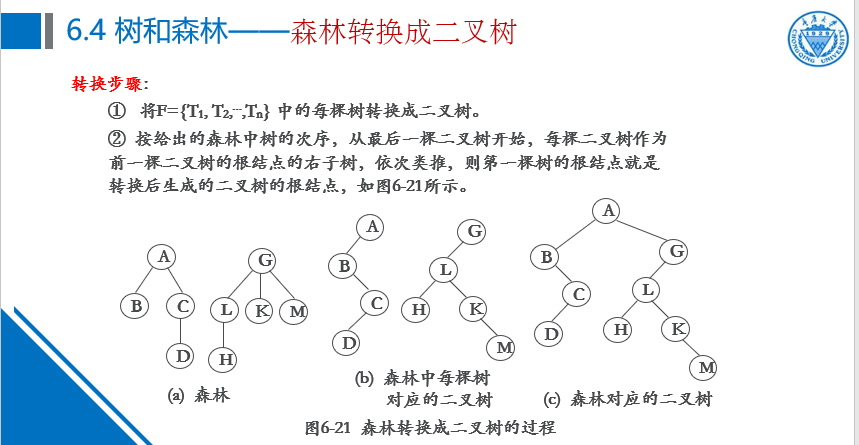 6.4 树和森林——森林转换成二叉树
转换步骤:
① 将F={T1, T2,…,Tn} 中的每棵树转换成二叉树。
② 按给出的森林中树的次序，从最后一棵二叉树开始，每棵二叉树作为
前一棵二叉树的根结点的右子树，依次类推，则第一棵树的根结点就是
转换后生成的二叉树的根结点，如图6-21所示。
A
B C
D
G
L K M
H
(a) 森林
A
B
C
D
G
L
H K
M
(b) 森林中每棵树
对应的二叉树
A
B G
C L
D H K
M
(c) 森林对应的二叉树
图6-21 森林转换成二叉树的过程
1929
CHONGQING UNIVERSITY